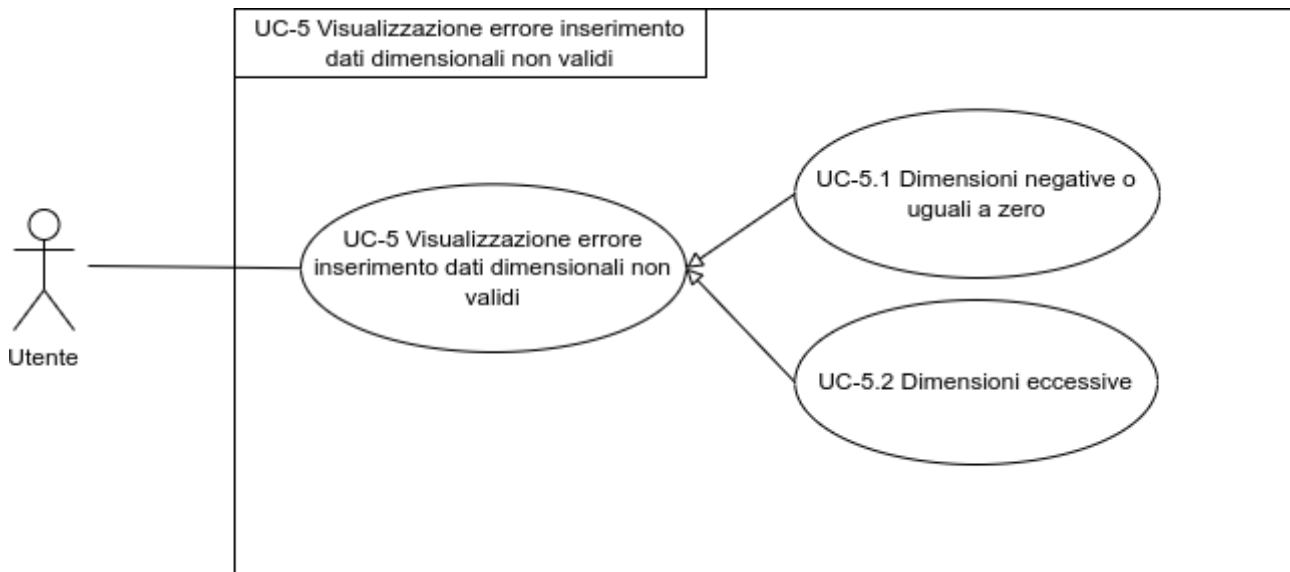 UC-5 Visualizzazione errore inserimento
dati dimensionali non validi
UC-5.1 Dimensioni negative o
uguali a zero
UC-5 Visualizzazione errore
inserimento dati dimensionali non
validi
UC-5.2 Dimensioni eccessive
Utente